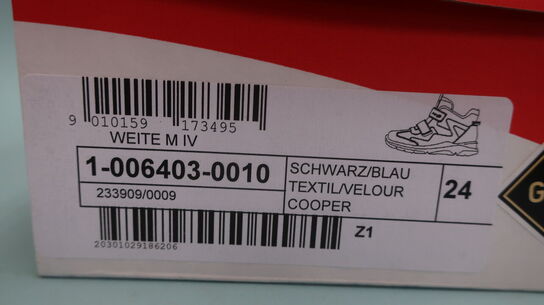 9 010159 173495
WEITE M IV
1-006403-0010
233909/0009
SCHWARZ/BLAU
TEXTIL/VELOUR
COOPER
24
Z1
20301029186206
G